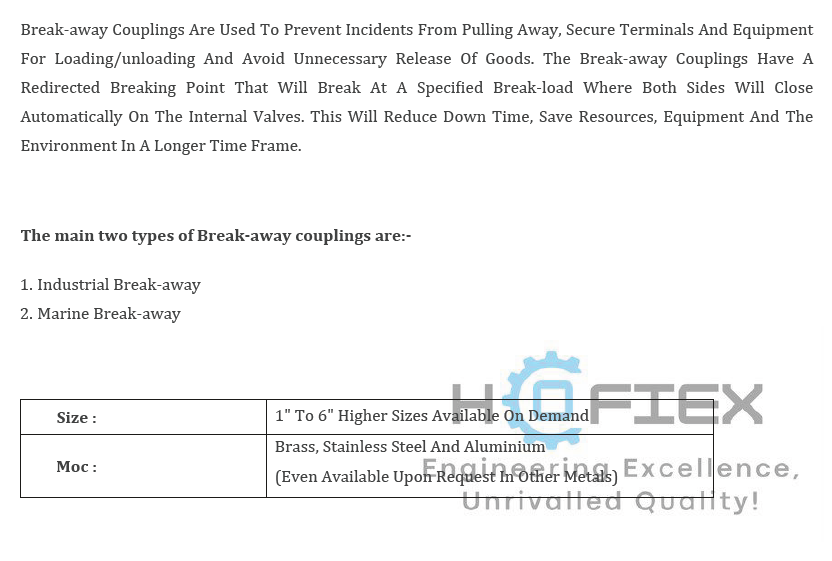 Break-away Couplings Are Used To Prevent Incidents From Pulling Away, Secure Terminals And Equipment
For Loading/unloading And Avoid Unnecessary Release Of Goods. The Break-away Couplings Have A
Redirected Breaking Point That Will Break At A Specified Break-load Where Both Sides Will Close
Automatically On The Internal Valves. This Will Reduce Down Time, Save Resources, Equipment And The
Environment In A Longer Time Frame.
The main two types of Break-away couplings are:-
1. Industrial Break-away
2. Marine Break-away
HOFIEX
Size : 1" To 6" Higher Sizes Available On Demand
Moc : Brass, Stainless Steel And Aluminium
(Even Available Upon Request In Other Metals)
Engineering Excellence,
Unrivalled Quality!